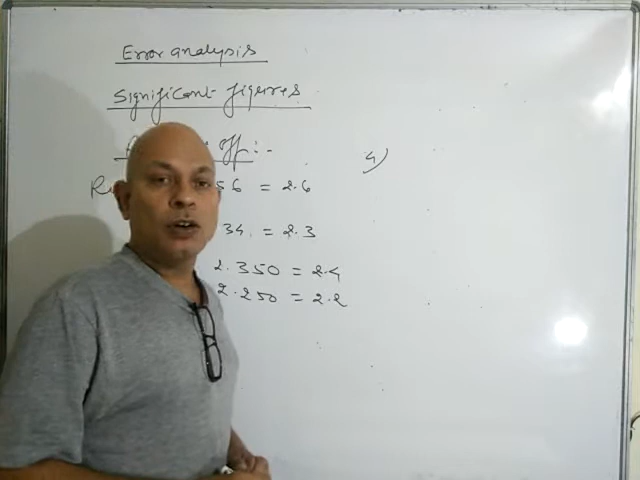 Error analysis
Significant figures
off :-
56 = 2.6
34 = 2.3
2.350 = 2.4
2.250 = 2.2
4)